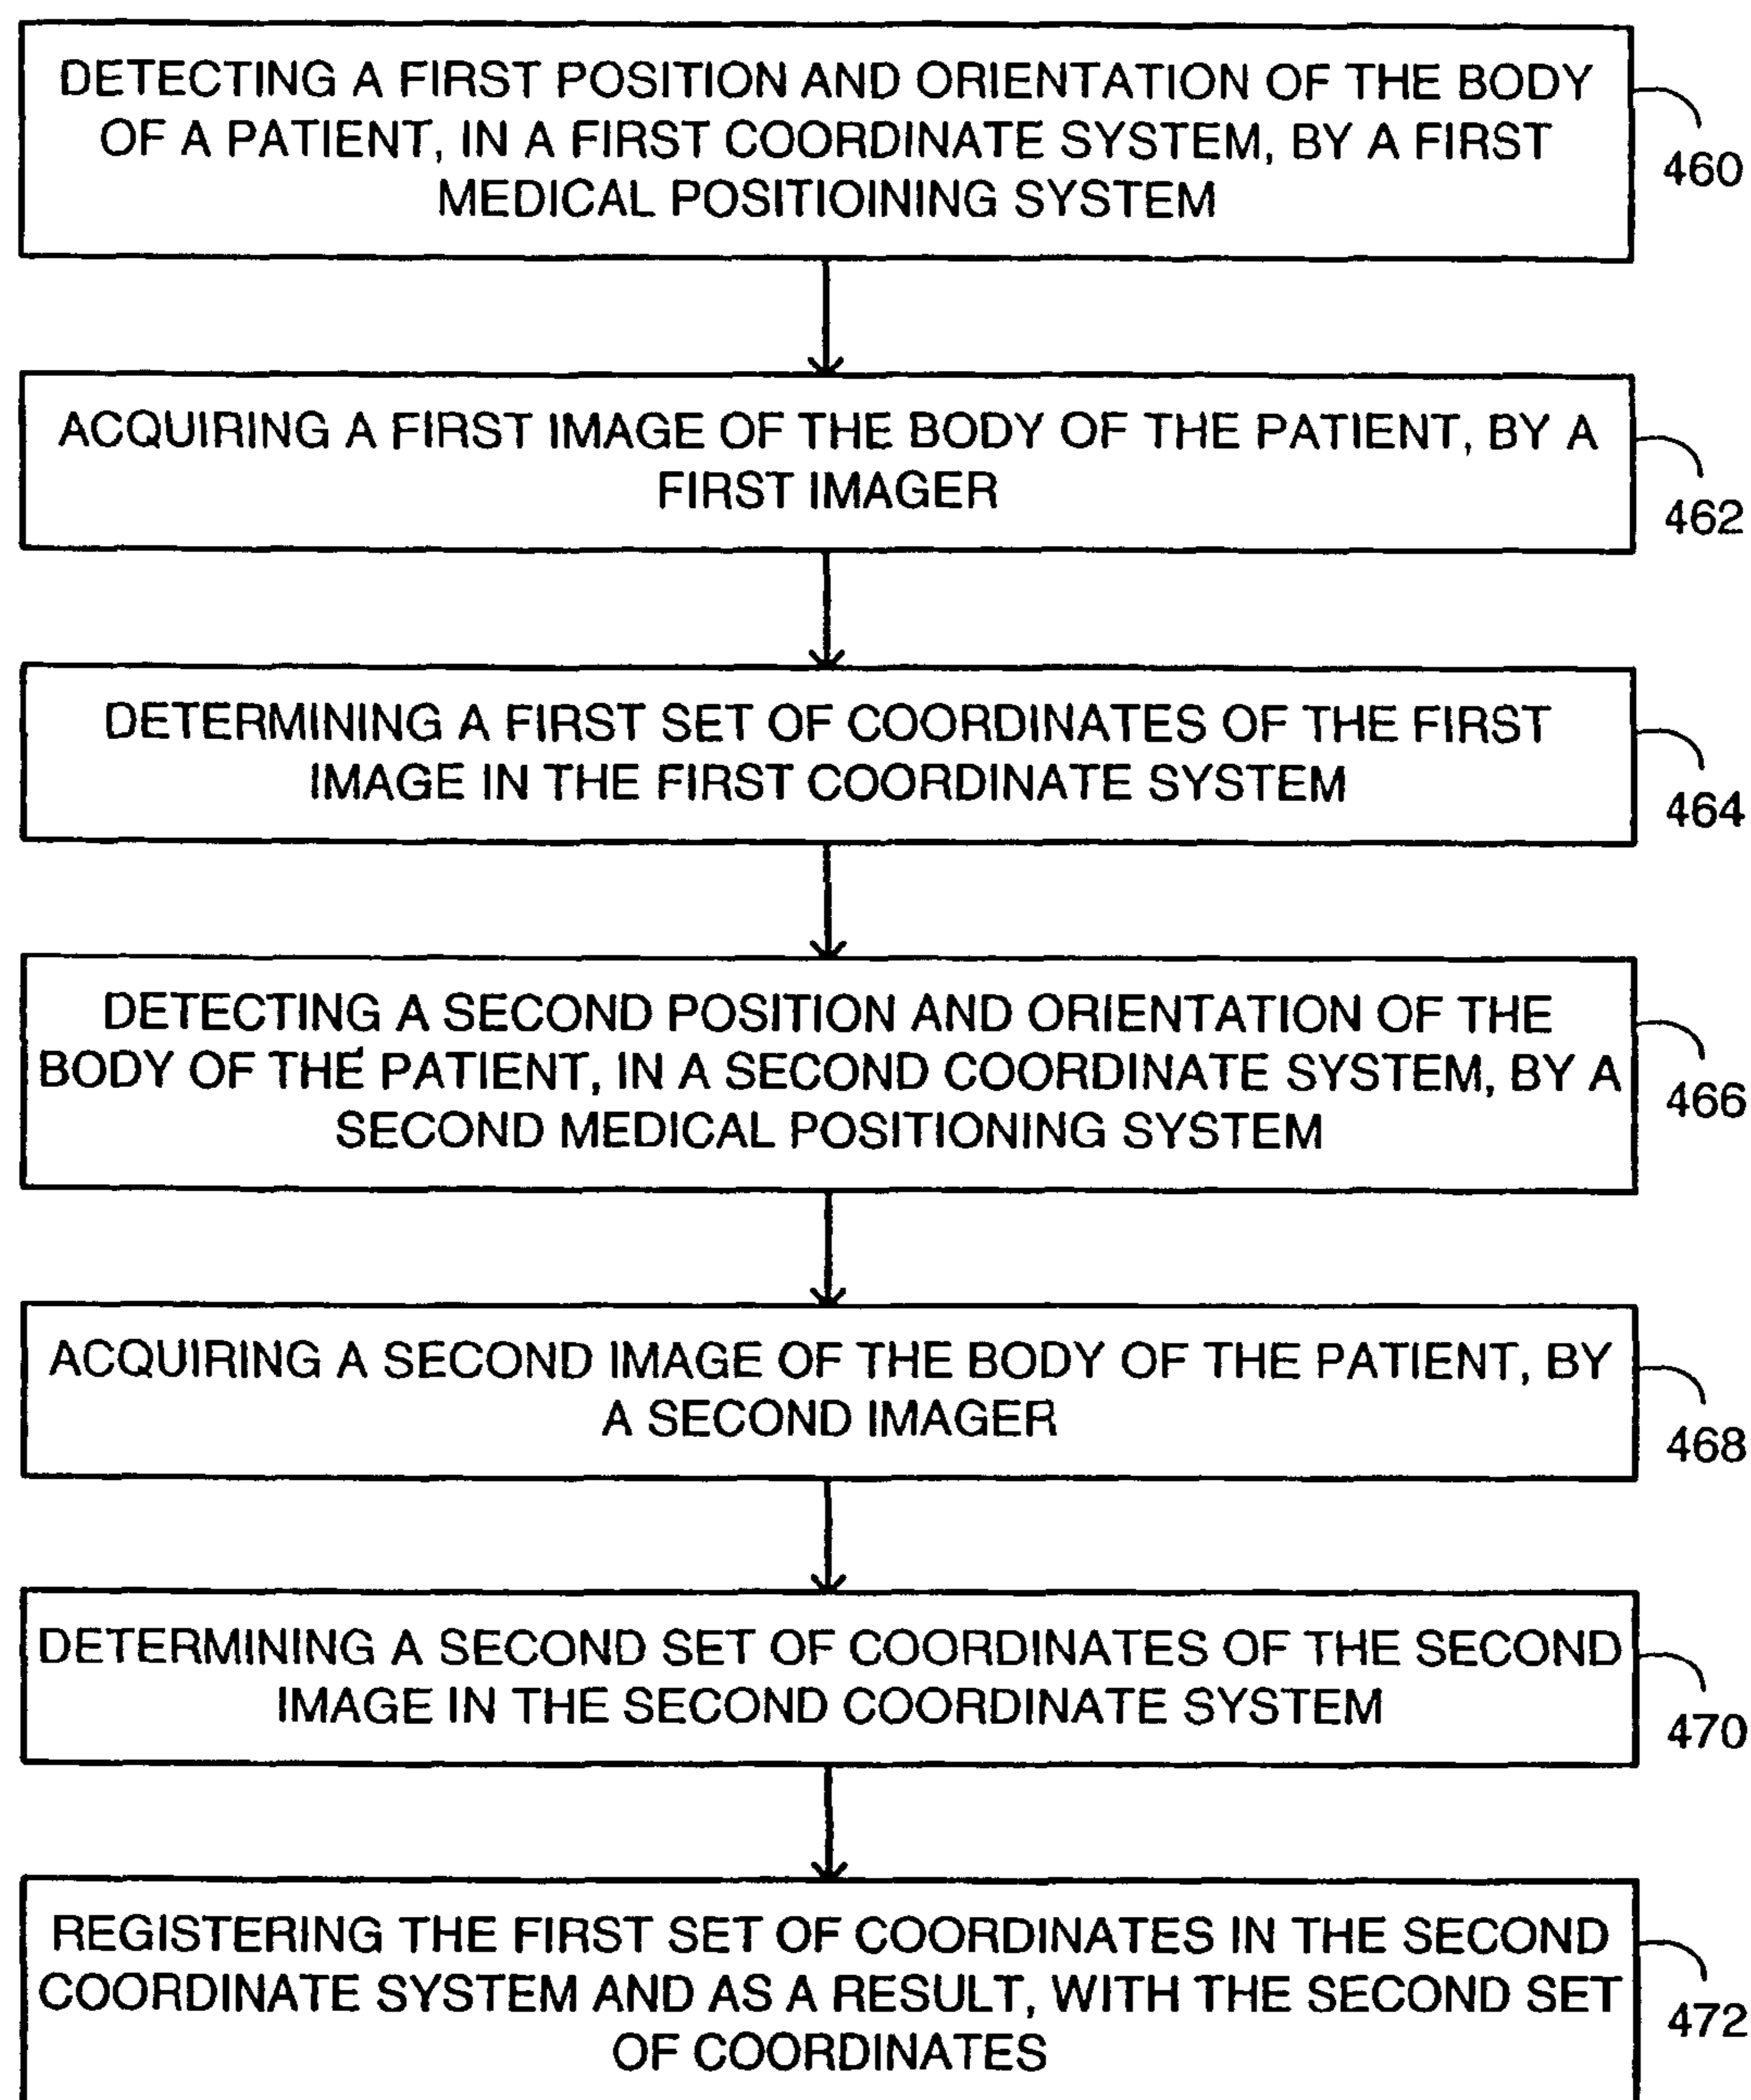 DETECTING A FIRST POSITION AND ORIENTATION OF THE BODY
OF A PATIENT, IN A FIRST COORDINATE SYSTEM, BY A FIRST
MEDICAL POSITIOINING SYSTEM
460
ACQUIRING A FIRST IMAGE OF THE BODY OF THE PATIENT, BY A
FIRST IMAGER
462
DETERMINING A FIRST SET OF COORDINATES OF THE FIRST
IMAGE IN THE FIRST COORDINATE SYSTEM
464
DETECTING A SECOND POSITION AND ORIENTATION OF THE
BODY OF THE PATIENT, IN A SECOND COORDINATE SYSTEM, BY A
SECOND MEDICAL POSITIONING SYSTEM
466
ACQUIRING A SECOND IMAGE OF THE BODY OF THE PATIENT, BY
A SECOND IMAGER
468
DETERMINING A SECOND SET OF COORDINATES OF THE SECOND
IMAGE IN THE SECOND COORDINATE SYSTEM
470
REGISTERING THE FIRST SET OF COORDINATES IN THE SECOND
COORDINATE SYSTEM AND AS A RESULT, WITH THE SECOND SET
OF COORDINATES
472